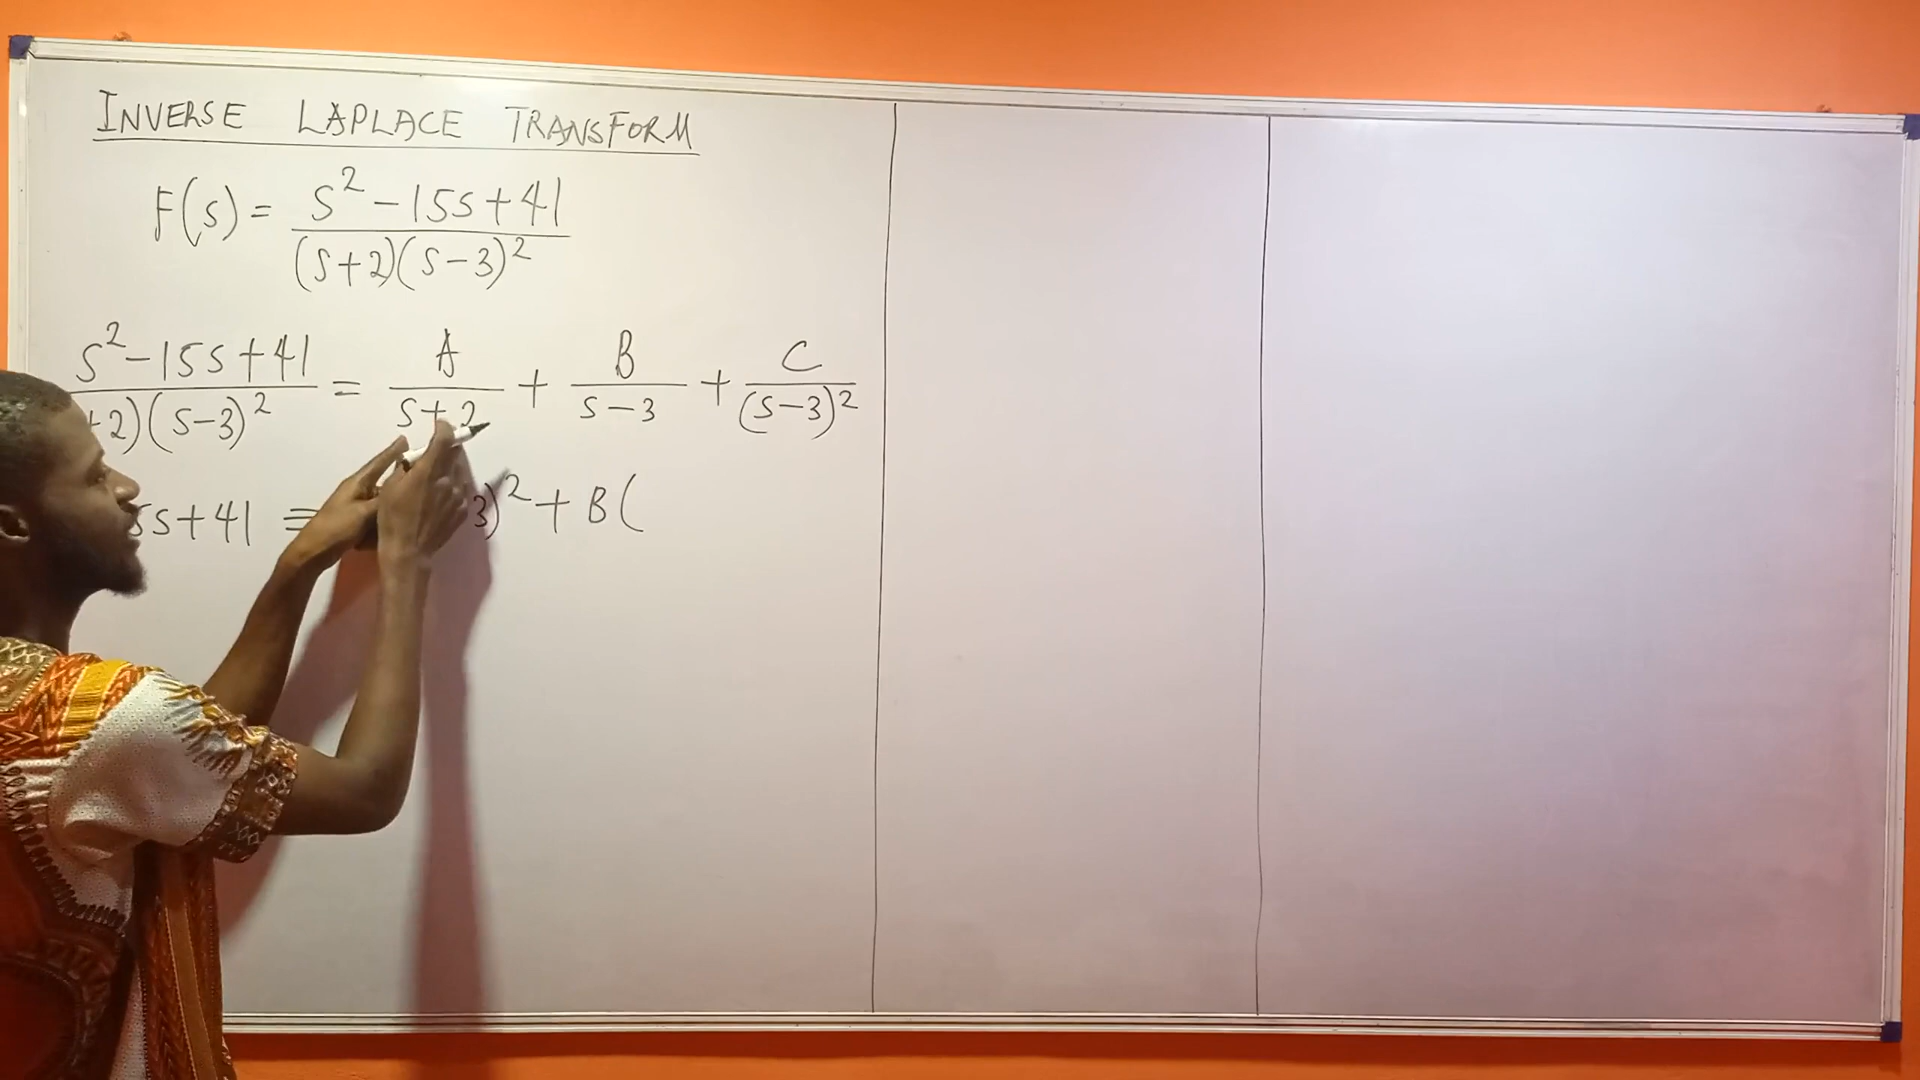 INVERSE LAPLACE TRANSFORM
F(s) = s² - 15s + 41
(s+2)(s-3)²
s² - 15s + 41 = A + B + C
+2)(s-3)² s+2 s-3 (s-3)²
5s + 41 ≡ 3)² + B(